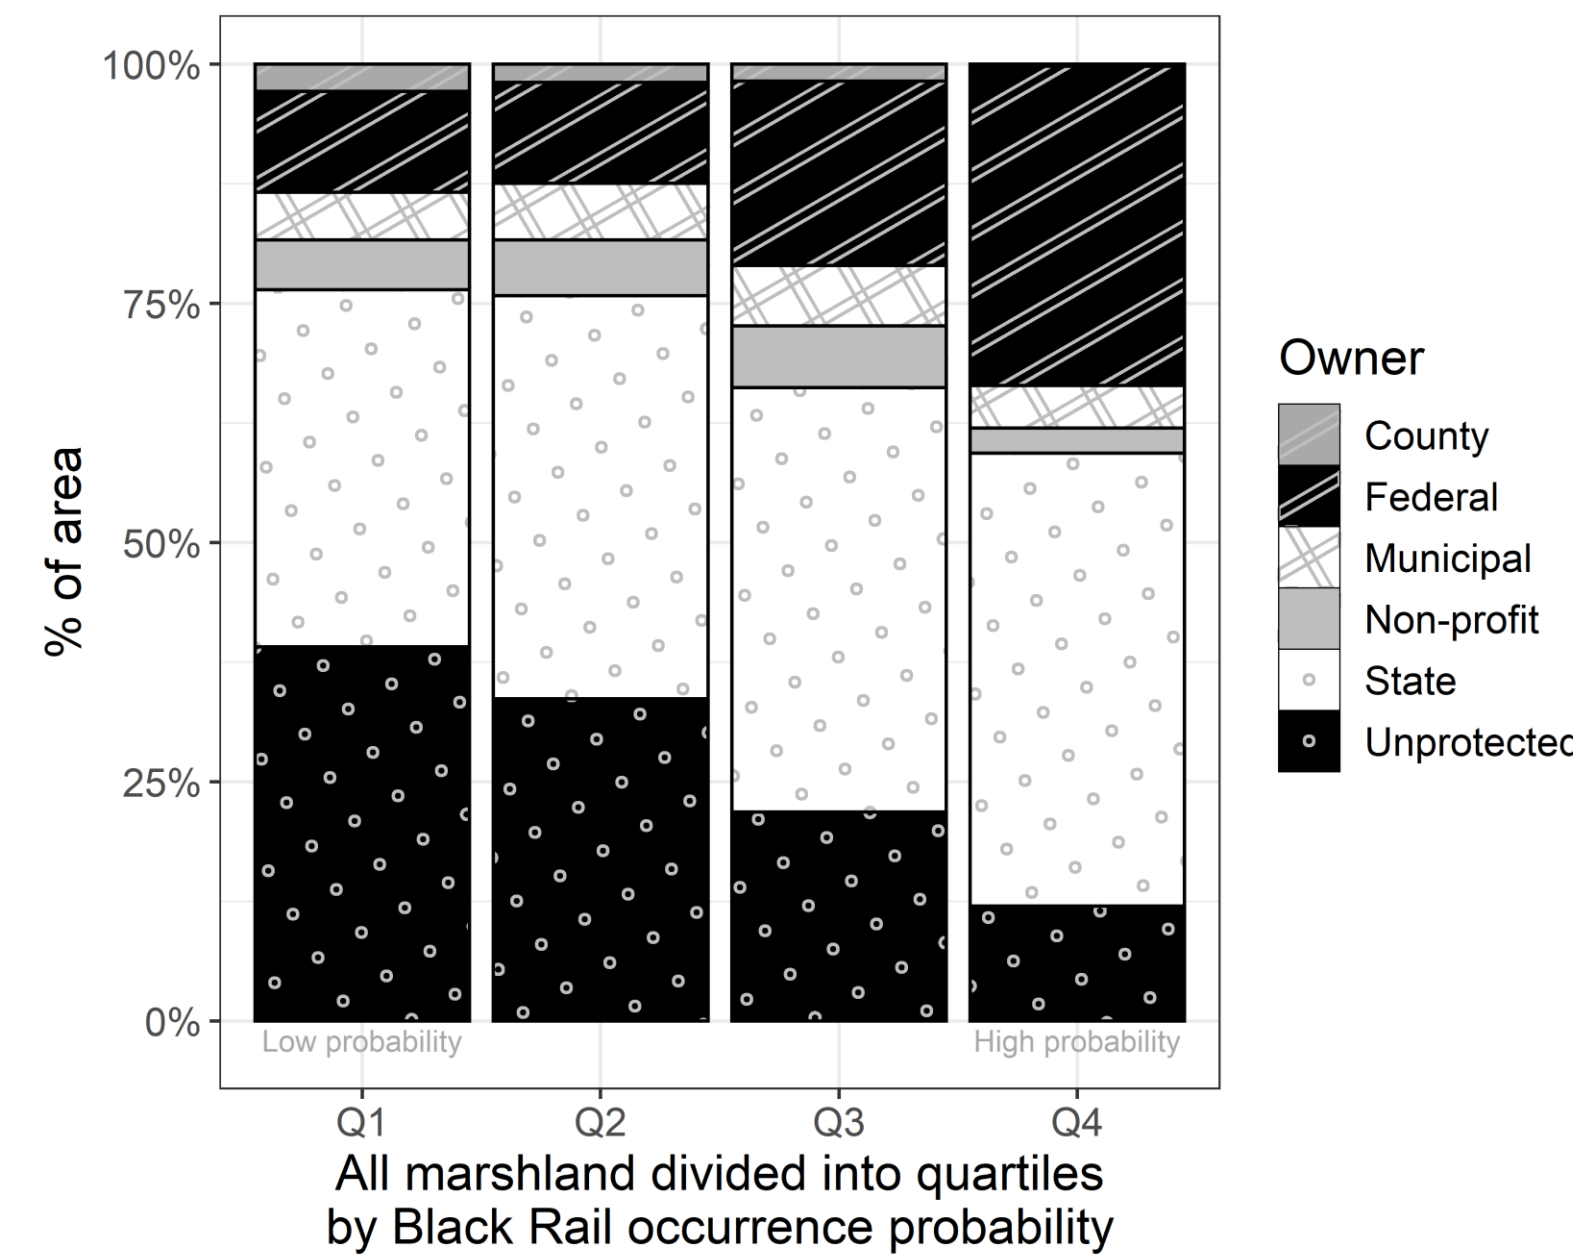 100%
75%
50%
25%
0%
% of area
Low probability
High probability
Q1 Q2 Q3 Q4
All marshland divided into quartiles
by Black Rail occurrence probability
Owner
County
Federal
Municipal
Non-profit
State
Unprotected